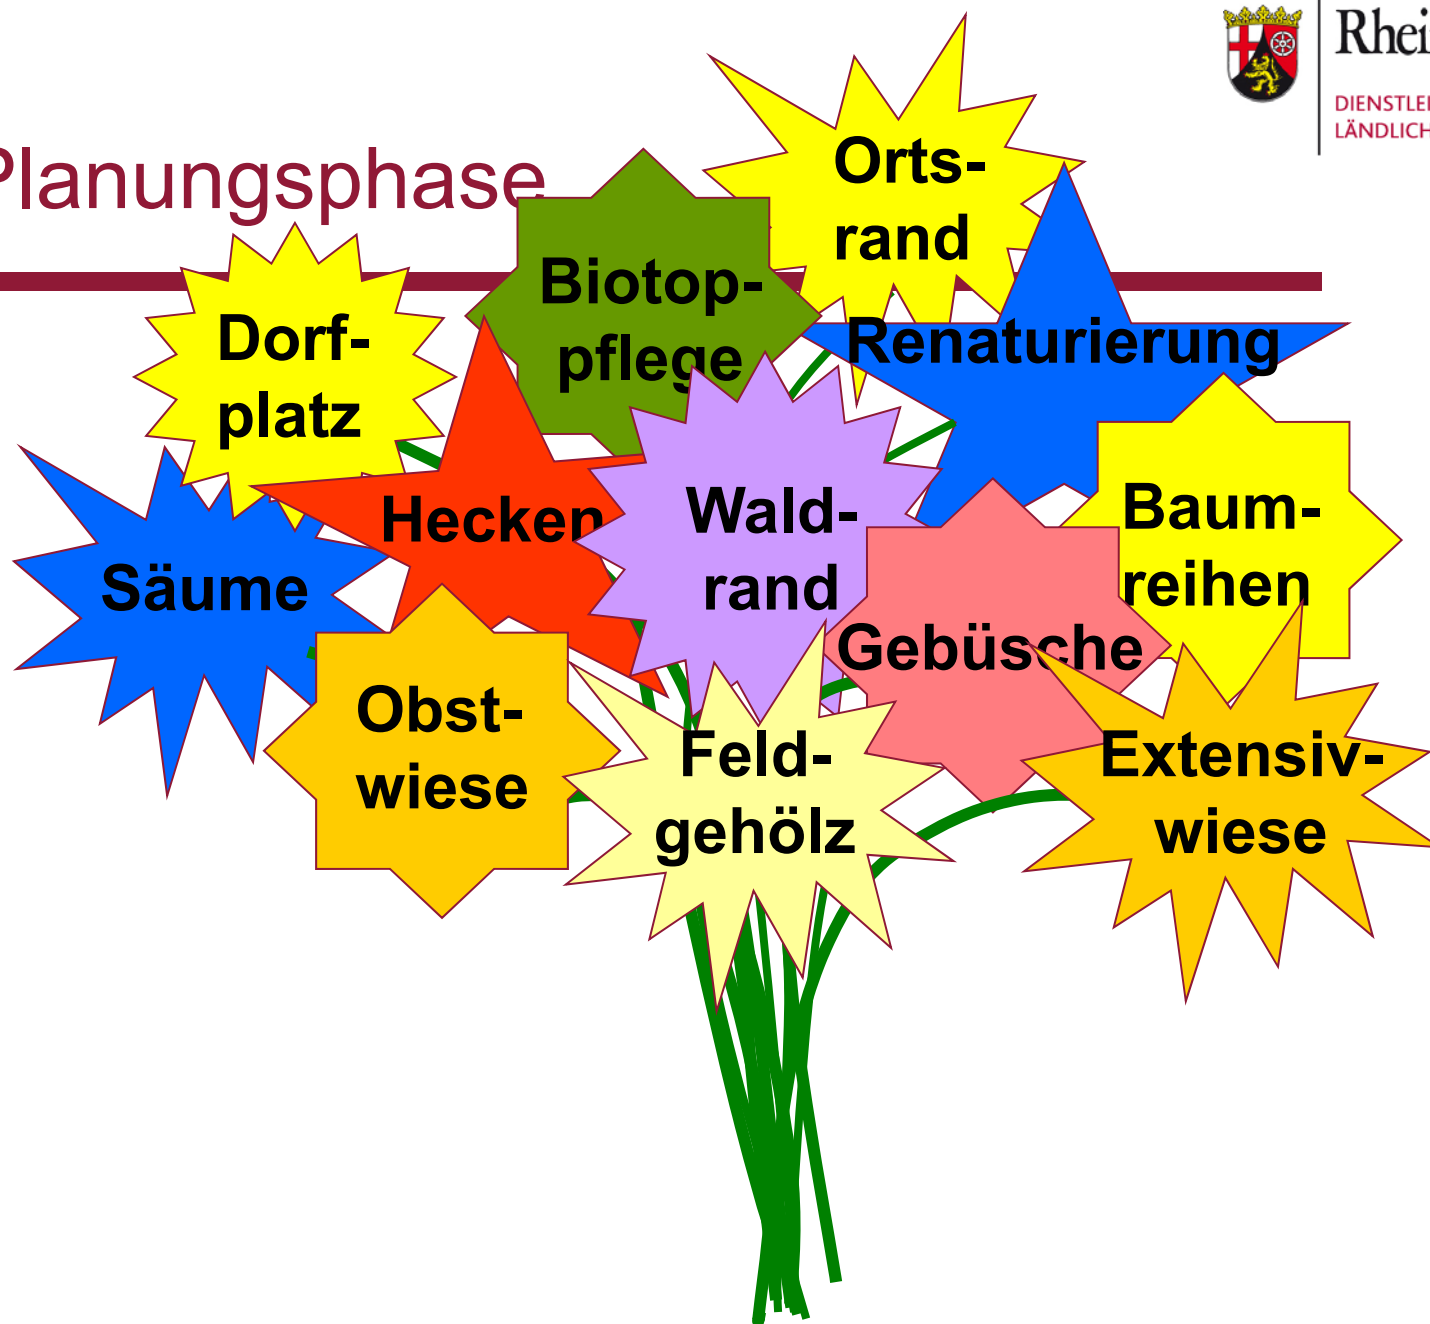 Planungsphase
Rhei
DIENSTLEI
LÄNDLICH
Orts-
rand
Biotop-
pflege
Dorf-
platz
Renaturierung
Hecken
Wald-
rand
Baum-
reihen
Säume
Gebüsche
Obst-
wiese
Feld-
gehölz
Extensiv-
wiese